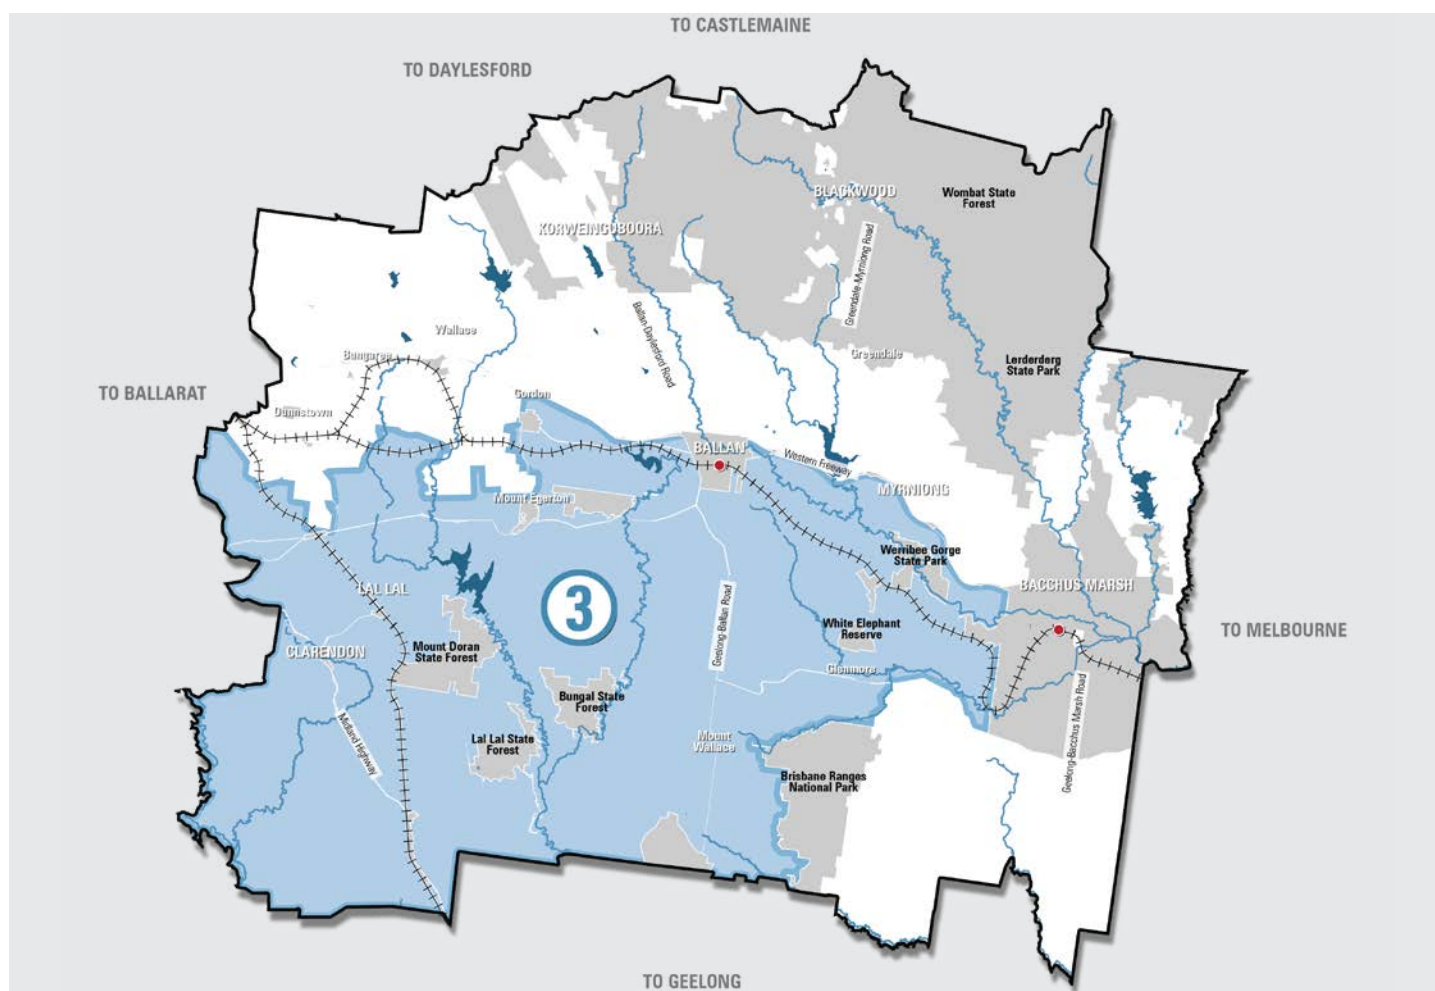 TO CASTLEMAINE
TO DAYLESFORD
BLACKWOOD
Wombat State
Forest
KORWEINGUBOORA
Greendale-Myrniong Road
Ballan-Daylesford Road
Wallace
Bungaree
Greendale
Lerderderg
State Park
TO BALLARAT
Gordon
Dunnstown
BALLAN
Western Freeway
MYRNIONG
Mount Egerton
Werribee Gorge
State Park
BACCHUS MARSH
LAL LAL
3
Geelong-Ballan Road
White Elephant
Reserve
TO MELBOURNE
CLARENDON
Mount Doran
State Forest
Glenmore
Bungal State
Forest
Geelong-Bacchus Marsh Road
Midland Highway
Lal Lal State
Forest
Mount
Wallace
Brisbane Ranges
National Park
TO GEELONG